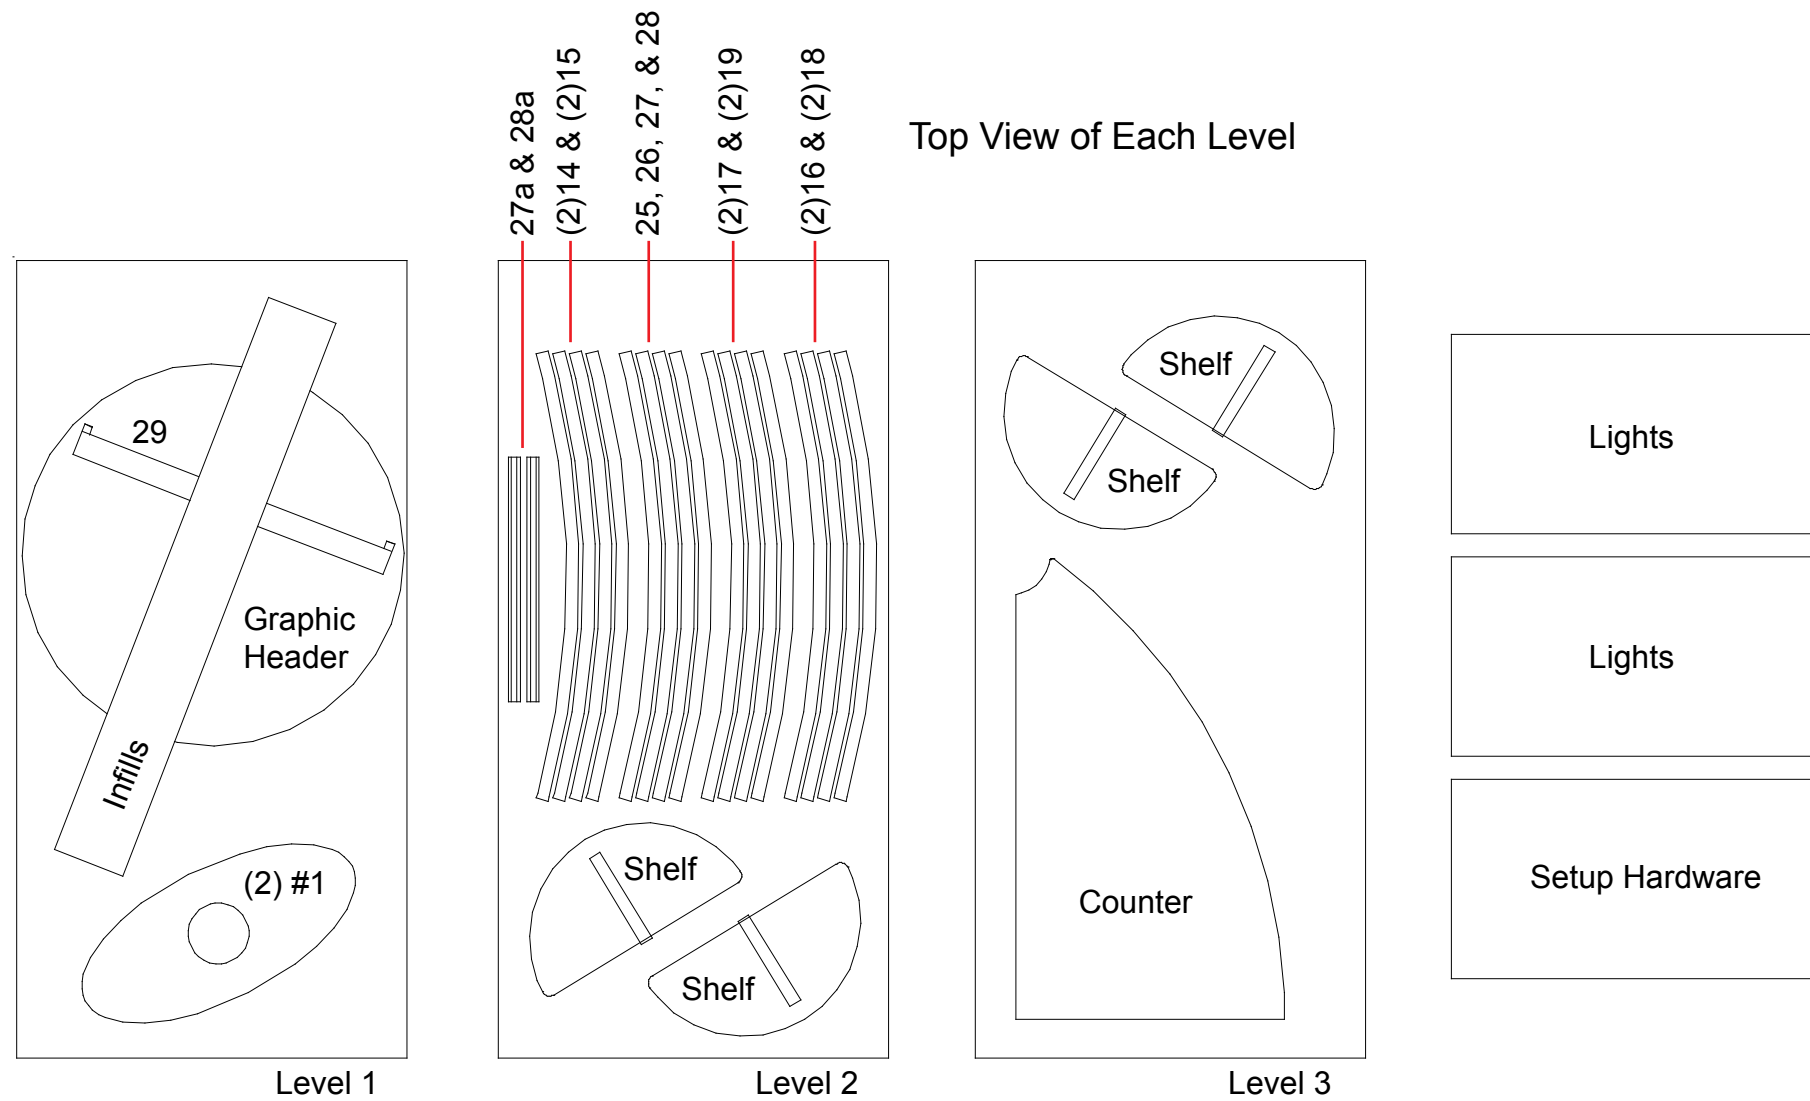 Top View of Each Level
27a & 28a
(2)14 & (2)15
25, 26, 27, & 28
(2)17 & (2)19
(2)16 & (2)18
29
Graphic
Header
Infills
(2) #1
Level 1
Shelf
Shelf
Level 2
Shelf
Shelf
Counter
Level 3
Lights
Lights
Setup Hardware